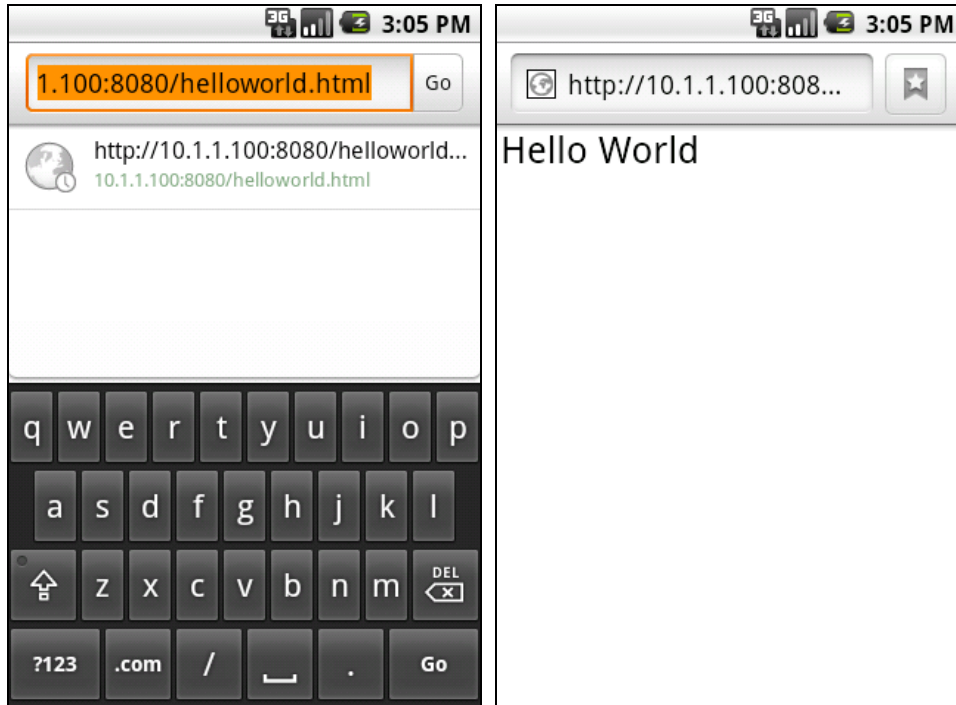 3G 3:05 PM
1.100:8080/helloworld.html Go
http://10.1.1.100:8080/helloworld...
10.1.1.100:8080/helloworld.html
q w e r t y u i o p
a s d f g h j k l
z x c v b n m DEL
?123 .com / . Go
3G 3:05 PM
http://10.1.1.100:808...
Hello World